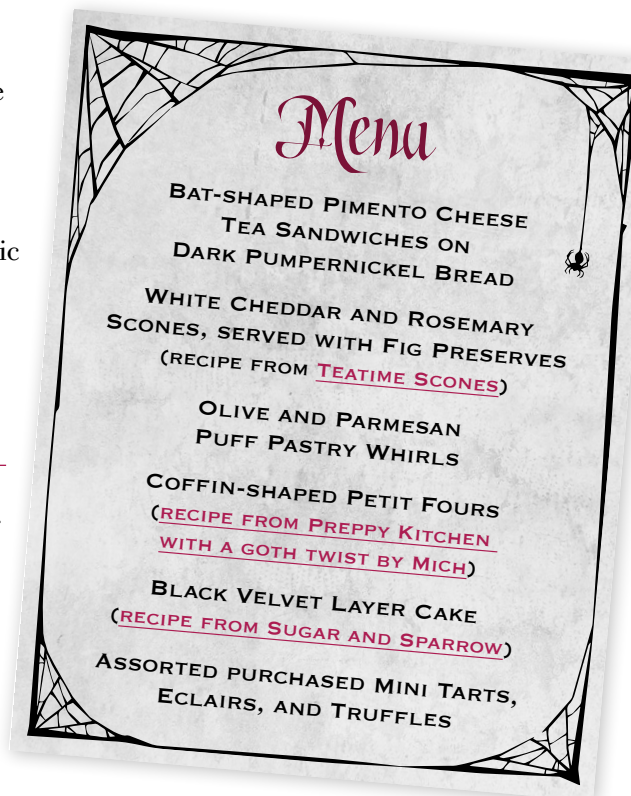 e
ic
Menu
Bat-shaped Pimento Cheese
Tea Sandwiches on
Dark Pumpernickel Bread
White Cheddar and Rosemary
Scones, served with Fig Preserves
(recipe from Teatime Scones)
Olive and Parmesan
Puff Pastry Whirls
Coffin-shaped Petit Fours
(recipe from Preppy Kitchen
with a goth twist by Mich)
Black Velvet Layer Cake
(recipe from Sugar and Sparrow)
Assorted purchased Mini Tarts,
Eclairs, and Truffles